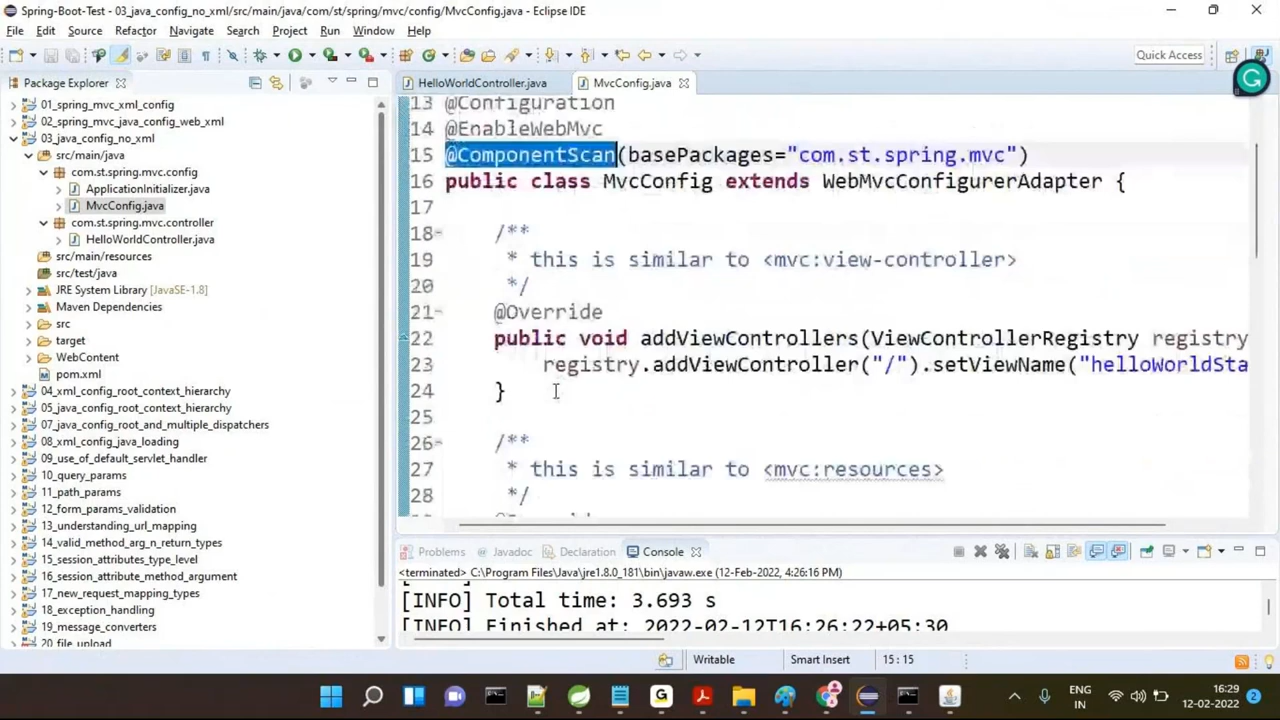 Spring-Boot-Test - 03_java_config_no_xml/src/main/java/com/st/spring/mvc/config/MvcConfig.java - Eclipse IDE
File Edit Source Refactor Navigate Search Project Run Window Help
Quick Access
Package Explorer
01_spring_mvc_xml_config
02_spring_mvc_java_config_web_xml
03_java_config_no_xml
src/main/java
com.st.spring.mvc.config
ApplicationInitializer.java
MvcConfig.java
com.st.spring.mvc.controller
HelloWorldController.java
src/main/resources
src/test/java
JRE System Library [JavaSE-1.8]
Maven Dependencies
src
target
WebContent
pom.xml
04_xml_config_root_context_hierarchy
05_java_config_root_context_hierarchy
07_java_config_root_and_multiple_dispatchers
08_xml_config_java_loading
09_use_of_default_servlet_handler
10_query_params
11_path_params
12_form_params_validation
13_understanding_url_mapping
14_valid_method_arg_n_return_types
15_session_attributes_type_level
16_session_attribute_method_argument
17_new_request_mapping_types
18_exception_handling
19_message_converters
20_file_upload
HelloWorldController.java MvcConfig.java
13 @Configuration
14 @EnableWebMvc
15 @ComponentScan(basePackages="com.st.spring.mvc")
16 public class MvcConfig extends WebMvcConfigurerAdapter {
17
18 /**
19 * this is similar to <mvc:view-controller>
20 */
21 @Override
22 public void addViewControllers(ViewControllerRegistry registry
23 registry.addViewController("/").setViewName("helloWorldSta
24 }
25
26 /**
27 * this is similar to <mvc:resources>
28 */
Problems Javadoc Declaration Console
<terminated> C:\Program Files\Java\jre1.8.0_181\bin\javaw.exe (12-Feb-2022, 4:26:16 PM)
[INFO] Total time: 3.693 s
[INFO] Finished at: 2022-02-12T16:26:22+05:30
Writable Smart Insert 15 : 15
ENG
IN
16:29
12-02-2022
2